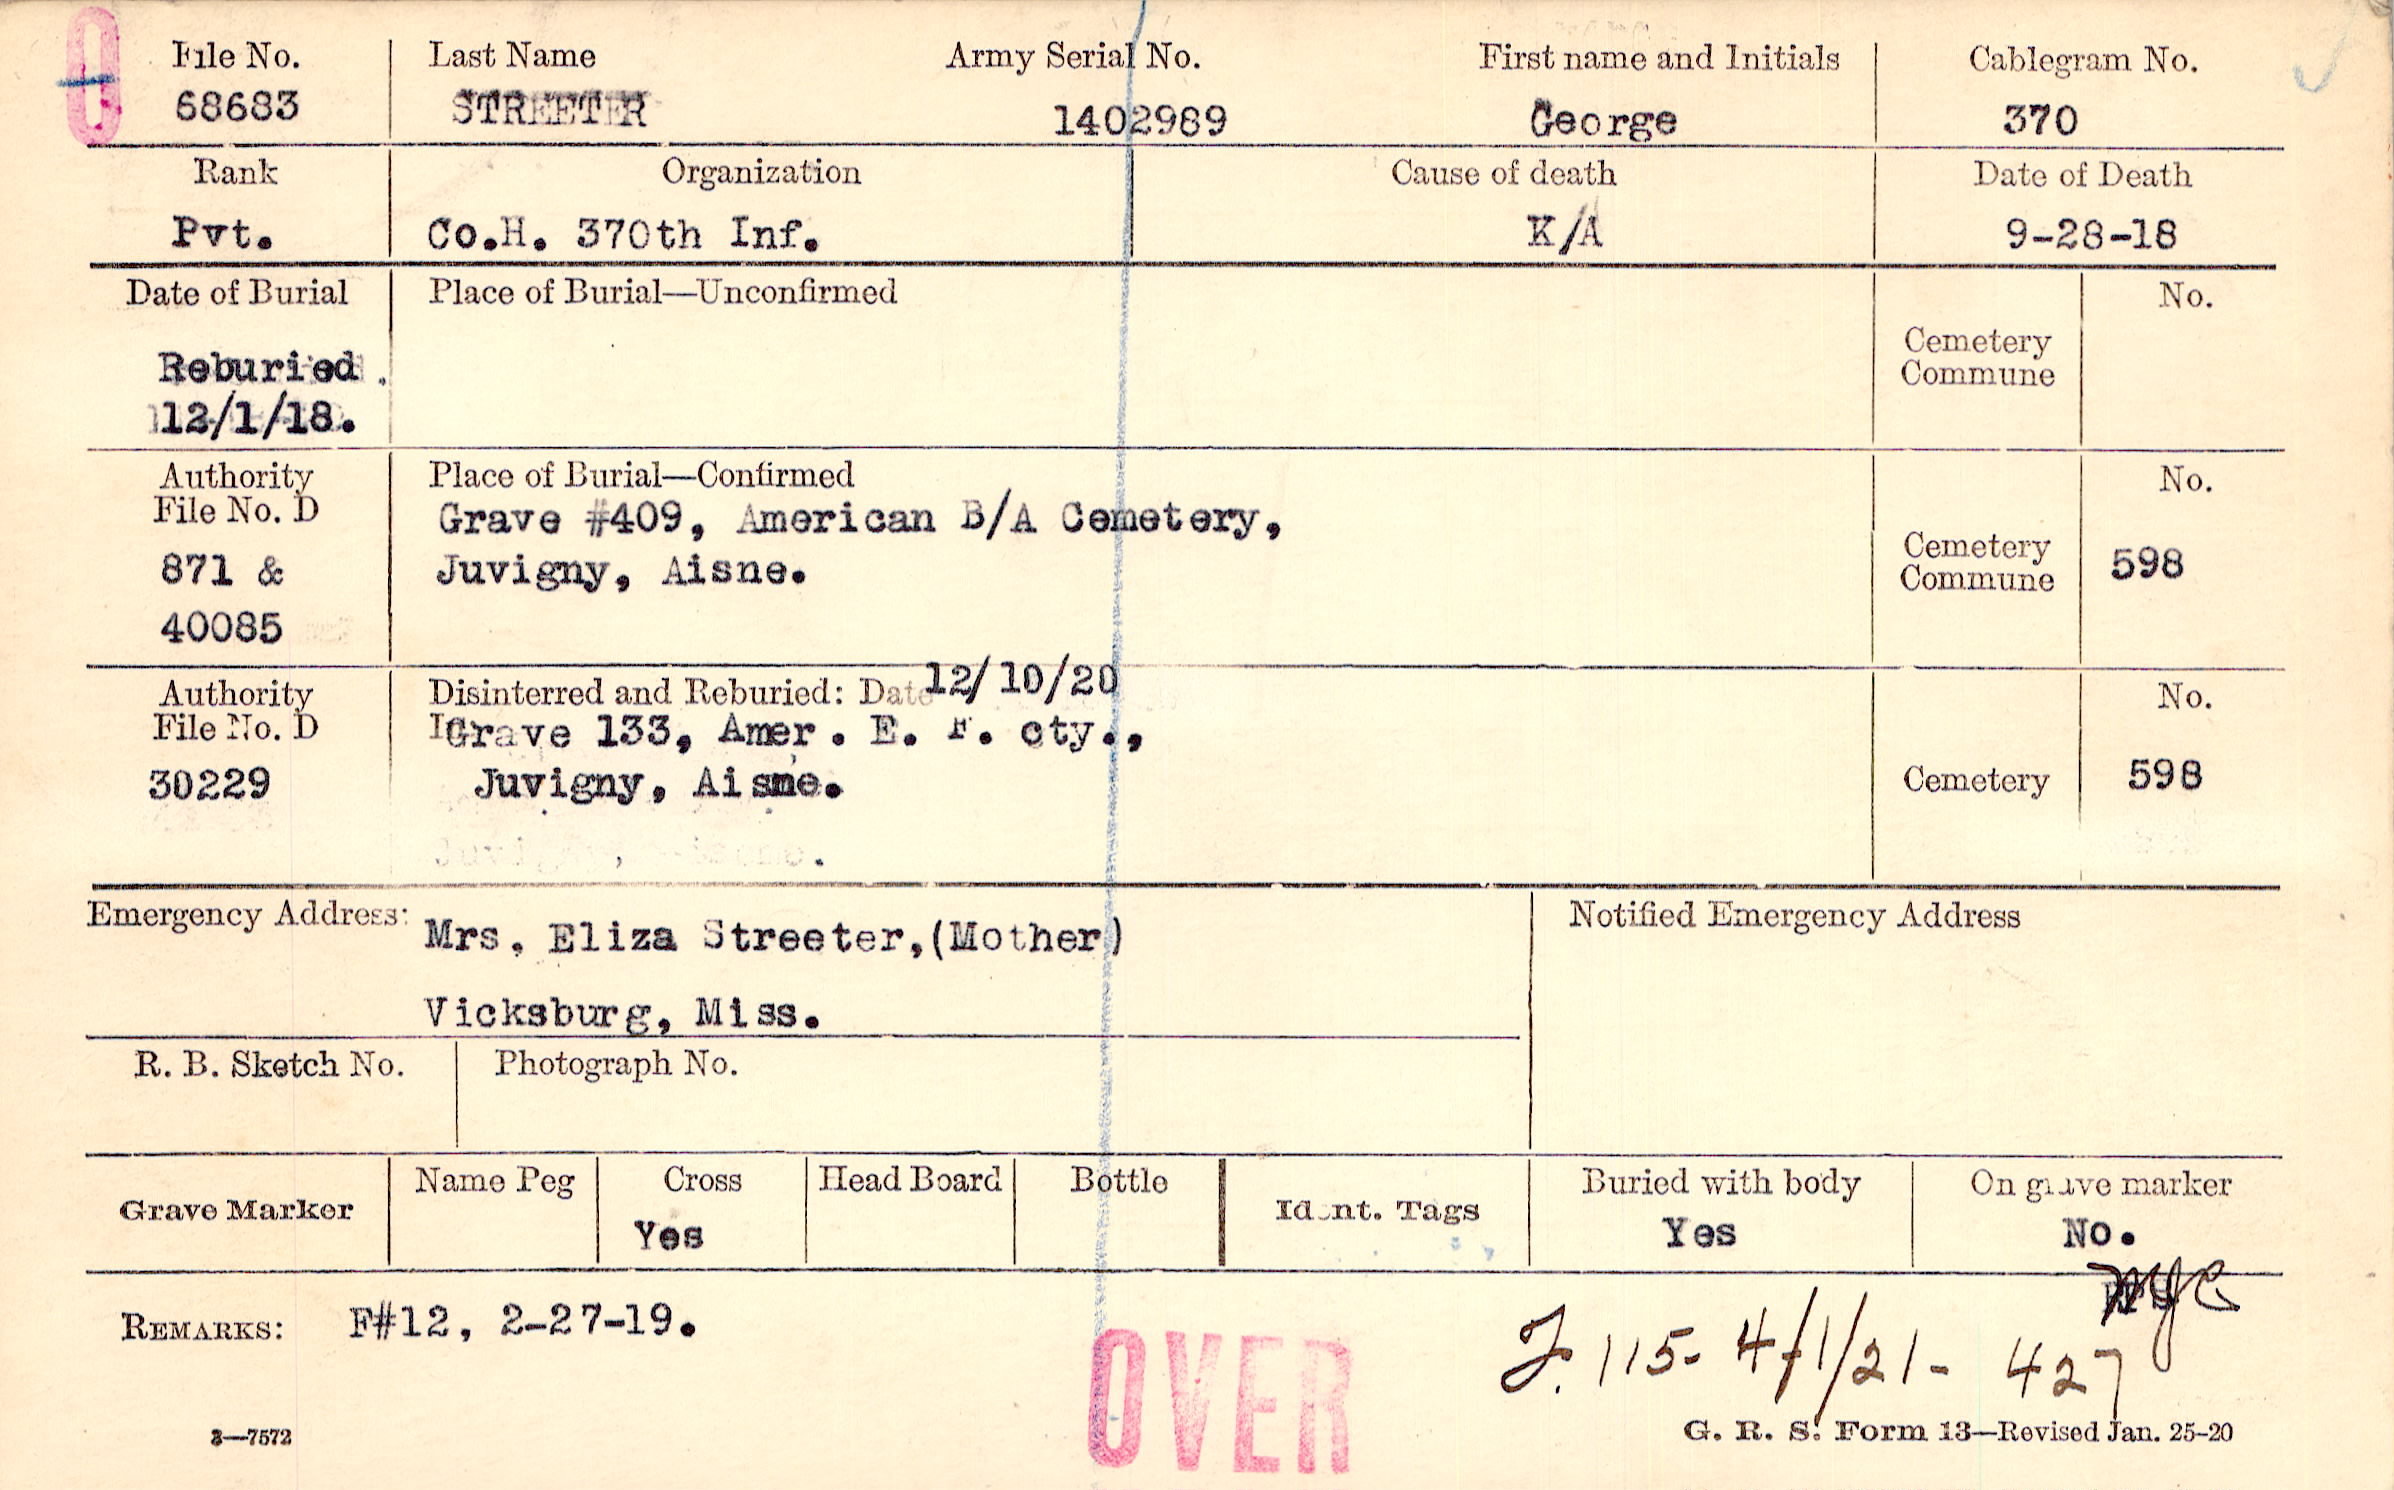 0
File No. Last Name Army Serial No. First name and Initials Cablegram No.
68683 STREETER 1402989 George 370
Rank Organization Cause of death Date of Death
Pvt. Co.H. 370th Inf. K/A 9-28-18
Date of Burial Place of Burial—Unconfirmed No.
Cemetery
Commune
Reburied.
12/1/18.
Authority Place of Burial—Confirmed No.
File No. D Grave #409, American B/A Cemetery,
871 & Juvigny, Aisne. Cemetery
Commune 598
40085
Authority Disinterred and Reburied: Date 12/10/20 No.
File No. D Grave 133, Amer. E. F. cty.,
30229 Juvigny, Aisne. Cemetery 598
Emergency Address: Mrs. Eliza Streeter,(Mother) Notified Emergency Address
Vicksburg, Miss.
R. B. Sketch No. Photograph No.
Grave Marker Name Peg Cross Head Board Bottle Ident. Tags Buried with body On grave marker
Yes Yes No.
REMARKS: F#12, 2-27-19.
F. 115- 4/1/21- 427
OVER
3—7572 G. R. S. Form 13—Revised Jan. 25-20